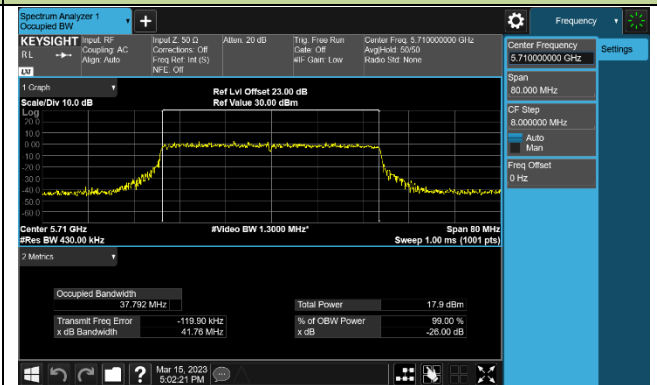 Spectrum Analyzer 1
Occupied BW
+
Frequency
KEYSIGHT
RL
LXI
Input: RF
Coupling: AC
Align: Auto
Input Z: 50 Ω
Corrections: Off
Freq Ref: Int (S)
NFE: Off
Atten: 20 dB
Trig: Free Run
Gate: Off
#IF Gain: Low
Center Freq: 5.710000000 GHz
Avg|Hold: 50/50
Radio Std: None
Center Frequency
5.710000000 GHz
Settings
Span
80.000 MHz
CF Step
8.000000 MHz
Auto
Man
Freq Offset
0 Hz
1 Graph
Scale/Div 10.0 dB
Ref Lvl Offset 23.00 dB
Ref Value 30.00 dBm
Log
20.0
10.0
0.00
-10.0
-20.0
-30.0
-40.0
-50.0
-60.0
Center 5.71 GHz
#Res BW 430.00 kHz
#Video BW 1.3000 MHz*
Span 80 MHz
Sweep 1.00 ms (1001 pts)
2 Metrics
Occupied Bandwidth
37.792 MHz
Total Power 17.9 dBm
Transmit Freq Error -119.90 kHz
% of OBW Power 99.00 %
x dB Bandwidth 41.76 MHz
x dB -26.00 dB
?
Mar 15, 2023
5:02:21 PM